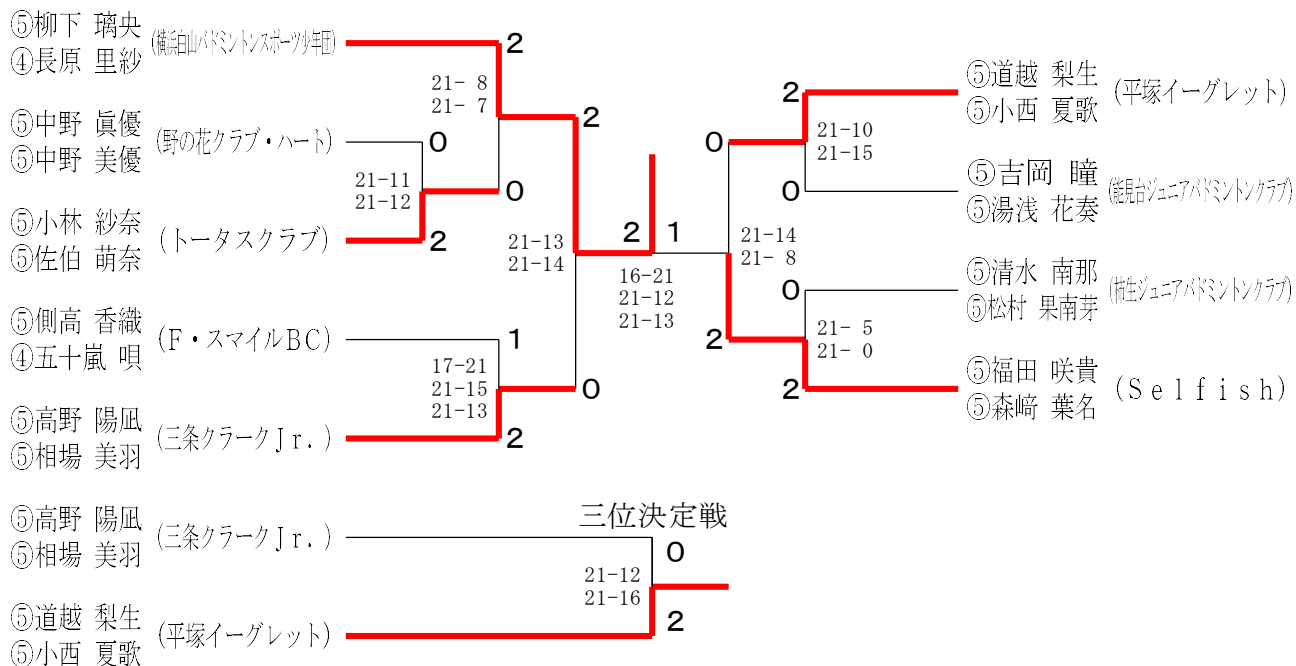 ⑤柳下 璃央
④長原 里紗
(横浜白山バドミントンスポーツ少年団)
2
21- 8
21- 7
⑤中野 眞優
⑤中野 美優
(野の花クラブ・ハート)
0
21-11
21-12
0
2
⑤小林 紗奈
⑤佐伯 萌奈
(トータスクラブ)
2
21-13
21-14
⑤側高 香織
④五十嵐 唄
(F・スマイルBC)
1
17-21
21-15
21-13
0
⑤高野 陽凪
⑤相場 美羽
(三条クラークJr.)
2
2 1
16-21
21-12
21-13
⑤道越 梨生
⑤小西 夏歌
(平塚イーグレット)
2
21-10
21-15
0
⑤吉岡 瞳
⑤湯浅 花奏
(能見台ジュニアバドミントンクラブ)
0
21-14
21- 8
⑤清水 南那
⑤松村 果南芽
(柿生ジュニアバドミントンクラブ)
0
21- 5
21- 0
2
⑤福田 咲貴
⑤森﨑 葉名
(Selfish)
2
三位決定戦
⑤高野 陽凪
⑤相場 美羽
(三条クラークJr.)
0
21-12
21-16
⑤道越 梨生
⑤小西 夏歌
(平塚イーグレット)
2